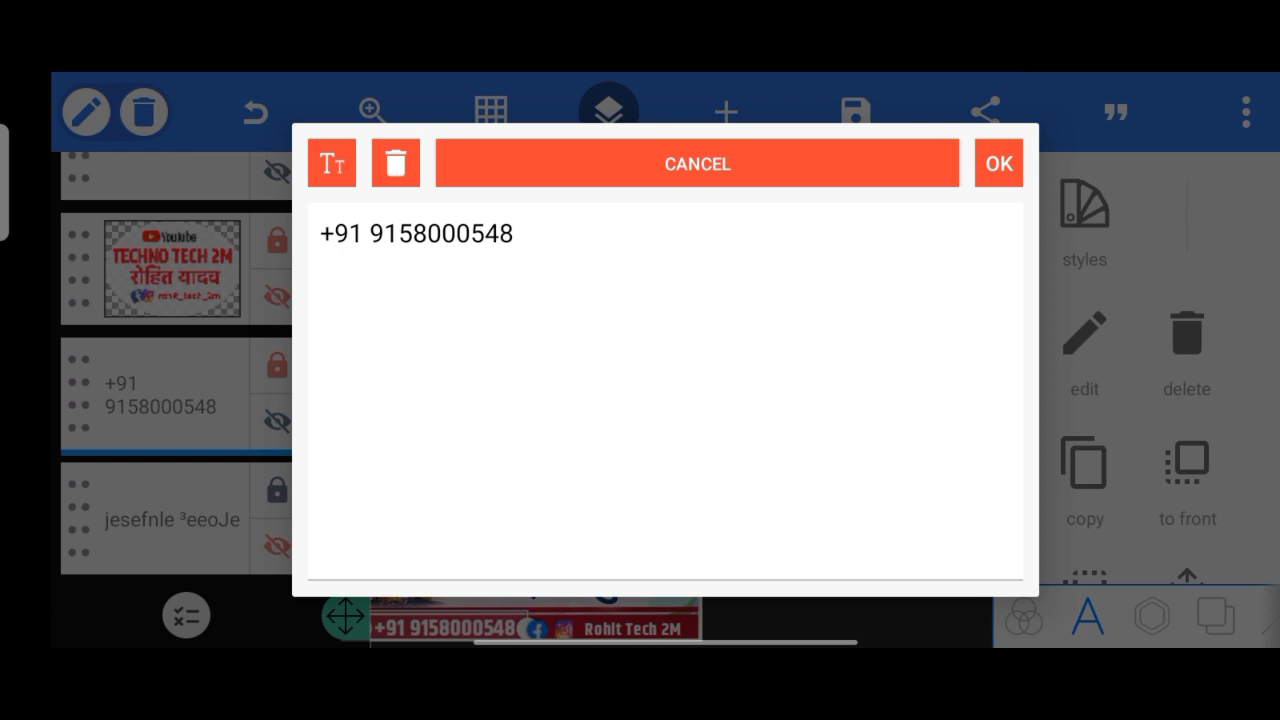 CANCEL
OK
Tт
+91 9158000548
YouTube
TECHNO TECH 2M
रोहित यादव
+91
9158000548
jesefnle ³eeoJe
styles
edit
delete
copy
to front
A
+91 9158000548
Rohit Tech 2M